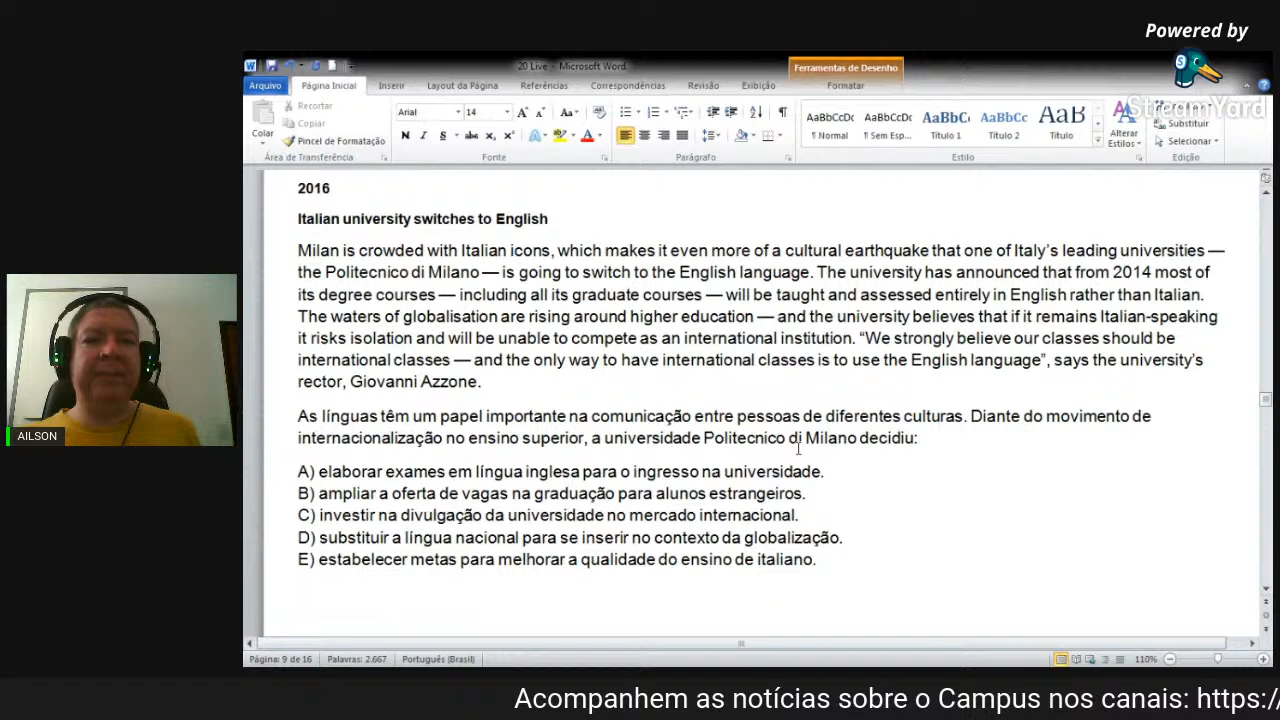 Powered by
StreamYard
20 Live - Microsoft Word
Ferramentas de Desenho
Arquivo Página Inicial Inserir Layout da Página Referências Correspondências Revisão Exibição Formatar
Colar
Recortar
Copiar
Pincel de Formatação
Área de Transferência
Arial 14
Fonte
Parágrafo
AaBbCcDc AaBbCcDc AaBbC AaBbCc AaB
¶ Normal ¶ Sem Esp... Título 1 Título 2 Título
Alterar
Estilos
Estilo
Substituir
Selecionar
Edição
2016
Italian university switches to English
Milan is crowded with Italian icons, which makes it even more of a cultural earthquake that one of Italy's leading universities —
the Politecnico di Milano — is going to switch to the English language. The university has announced that from 2014 most of
its degree courses — including all its graduate courses — will be taught and assessed entirely in English rather than Italian.
The waters of globalisation are rising around higher education — and the university believes that if it remains Italian-speaking
it risks isolation and will be unable to compete as an international institution. “We strongly believe our classes should be
international classes — and the only way to have international classes is to use the English language”, says the university's
rector, Giovanni Azzone.
As línguas têm um papel importante na comunicação entre pessoas de diferentes culturas. Diante do movimento de
internacionalização no ensino superior, a universidade Politecnico di Milano decidiu:
A) elaborar exames em língua inglesa para o ingresso na universidade.
B) ampliar a oferta de vagas na graduação para alunos estrangeiros.
C) investir na divulgação da universidade no mercado internacional.
D) substituir a língua nacional para se inserir no contexto da globalização.
E) estabelecer metas para melhorar a qualidade do ensino de italiano.
AILSON
Página: 9 de 16 Palavras: 2.667 Português (Brasil) 110%
Acompanhem as notícias sobre o Campus nos canais: https:/